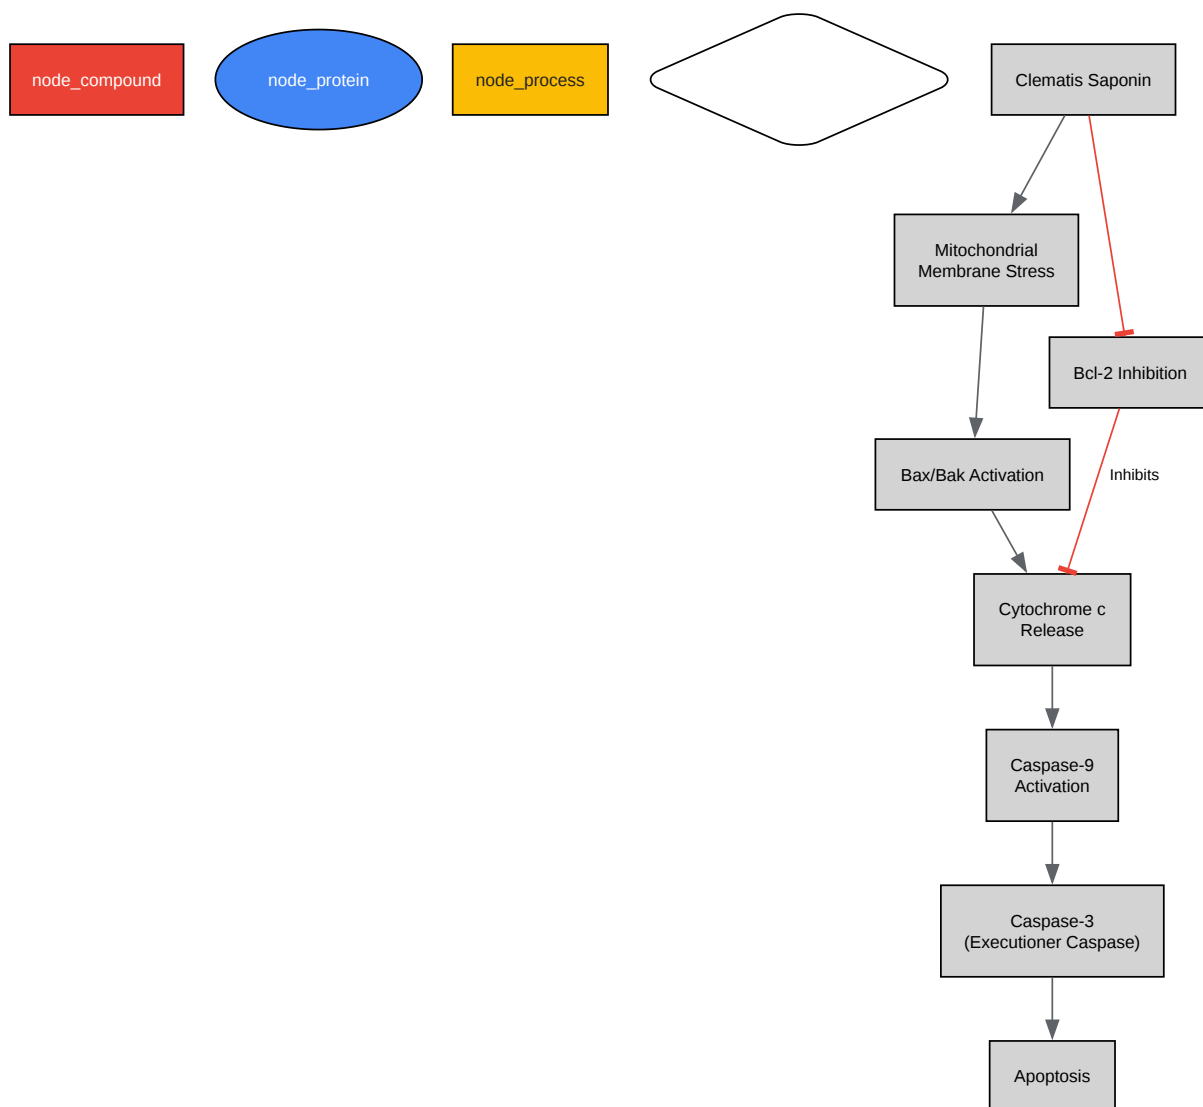 node_compound
node_protein
node_process
Clematis Saponin
Mitochondrial
Membrane Stress
Bcl-2 Inhibition
Bax/Bak Activation
Inhibits
Cytochrome c
Release
Caspase-9
Activation
Caspase-3
(Executioner Caspase)
Apoptosis